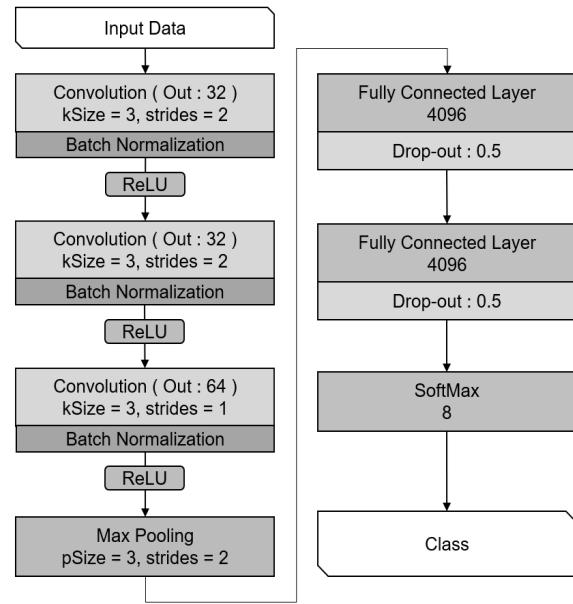 Input Data
Convolution ( Out : 32 )
kSize = 3, strides = 2
Batch Normalization
ReLU
Convolution ( Out : 32 )
kSize = 3, strides = 2
Batch Normalization
ReLU
Convolution ( Out : 64 )
kSize = 3, strides = 1
Batch Normalization
ReLU
Max Pooling
pSize = 3, strides = 2
Fully Connected Layer
4096
Drop-out : 0.5
Fully Connected Layer
4096
Drop-out : 0.5
SoftMax
8
Class